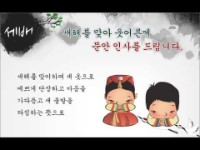 세배
새해를 맞아 웃어른께
문안 인사를 드립니다.
새해를 맞이하여 새 옷으로
예쁘게 단장하고 마음을
가다듬고 새 출발을
다짐하는 뜻으로